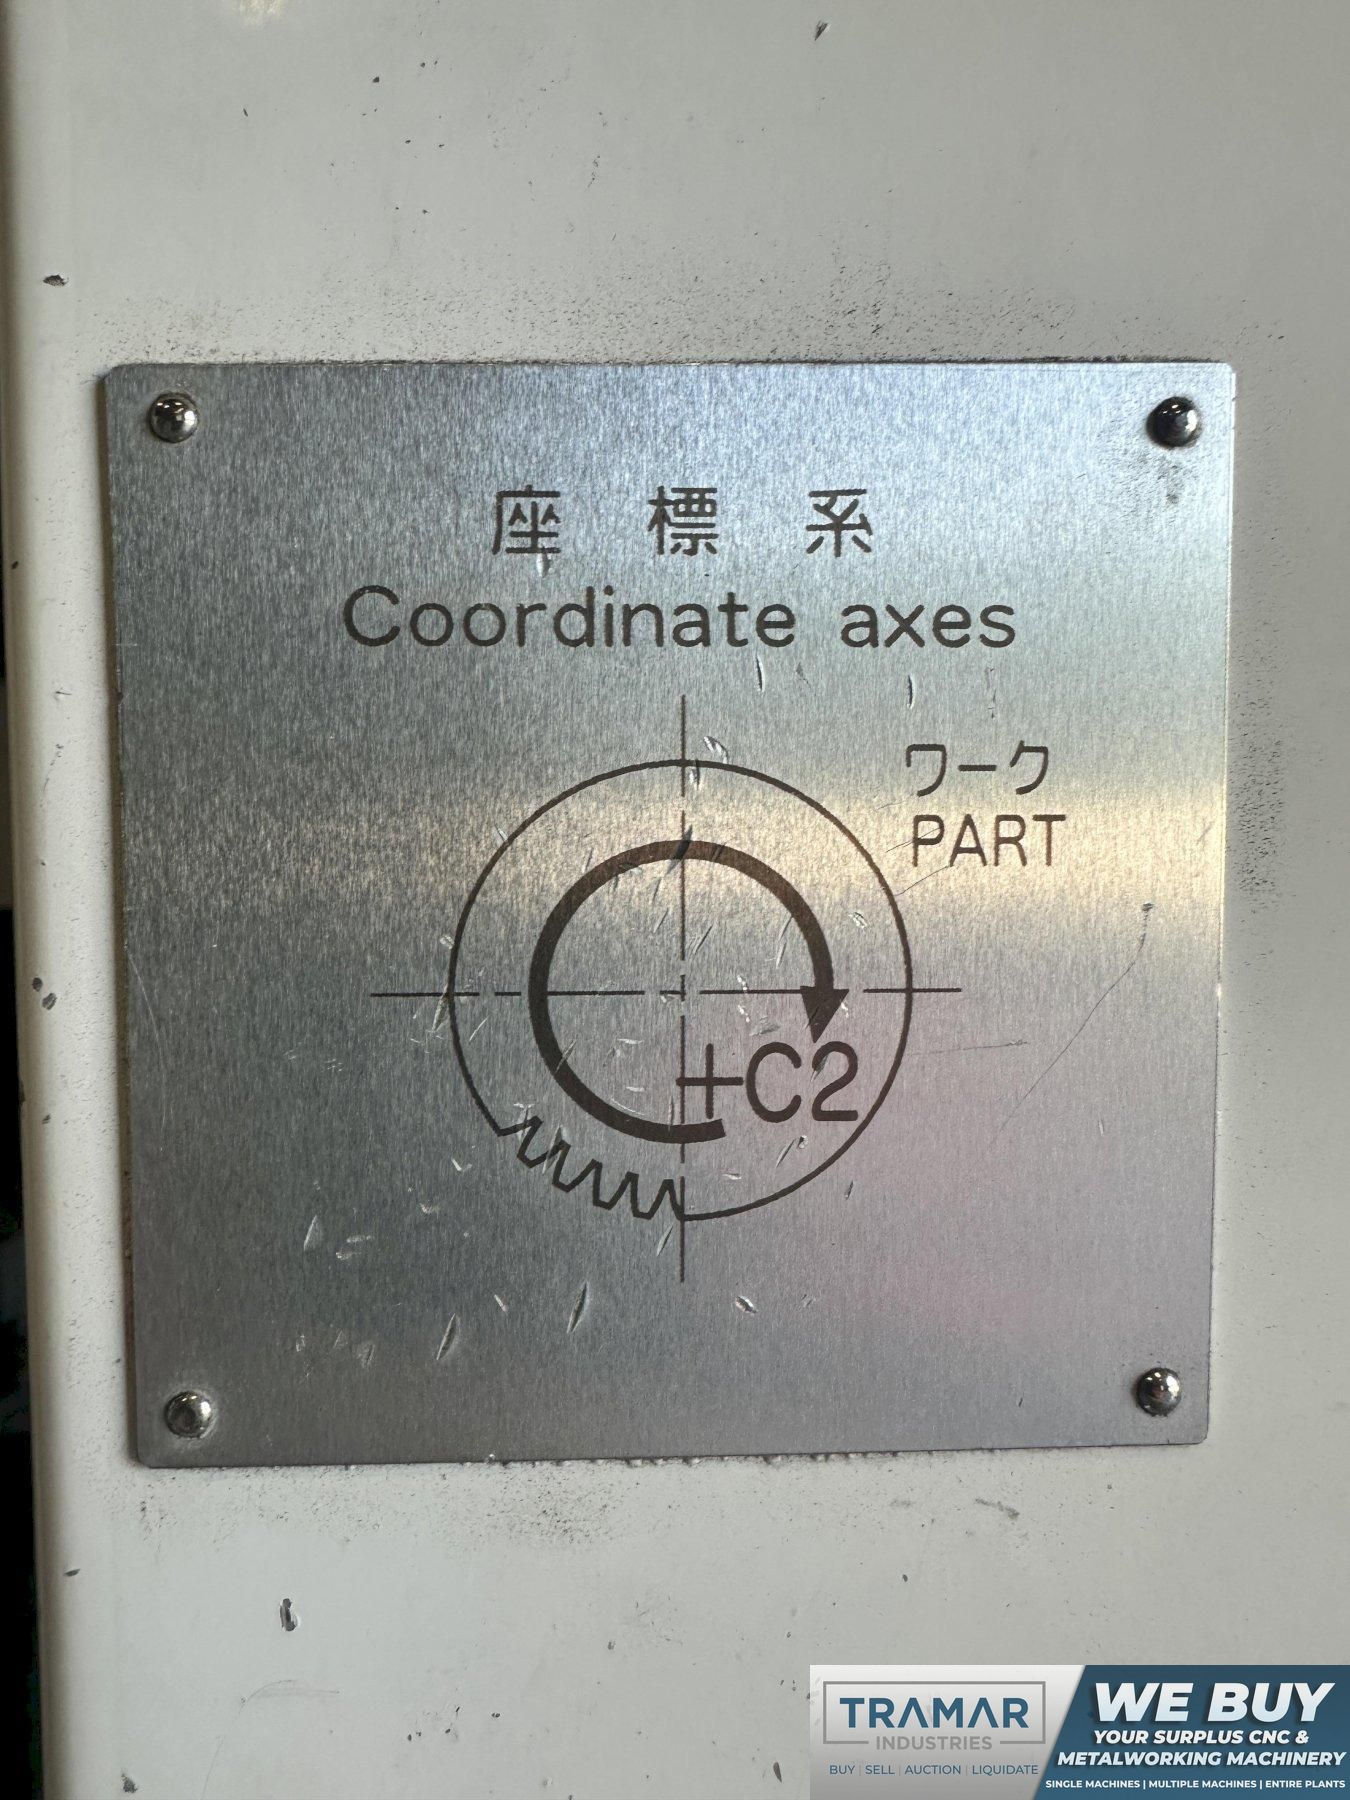 座標系
Coordinate axes
ワーク
PART
+C2
TRAMAR
INDUSTRIES
BUY | SELL | AUCTION | LIQUIDATE
WE BUY
YOUR SURPLUS CNC &
METALWORKING MACHINERY
SINGLE MACHINES | MULTIPLE MACHINES | ENTIRE PLANTS